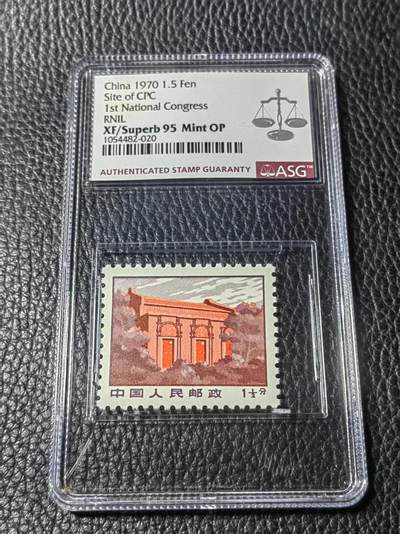 China 1970 1.5 Fen
Site of CPC
1st National Congress
RNIL
XF/Superb 95 Mint OP
1054482-020
AUTHENTICATED STAMP GUARANTY ASG™
中国人民邮政 1½分